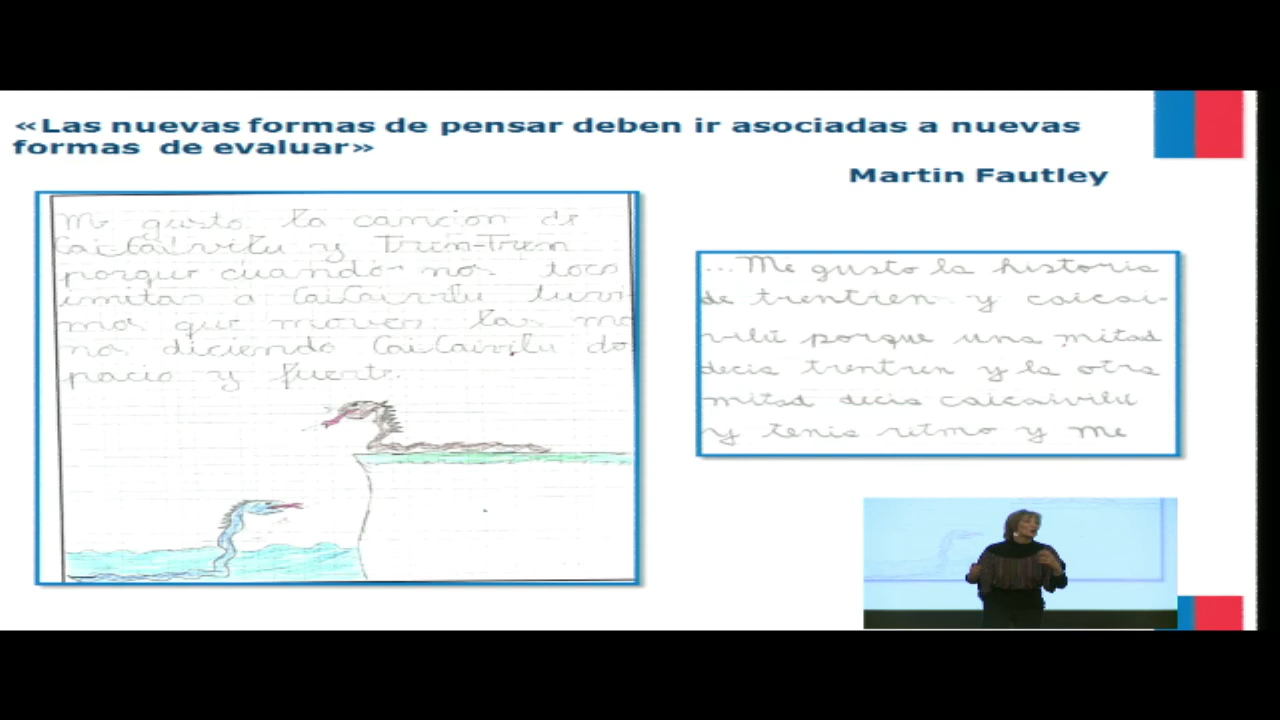 «Las nuevas formas de pensar deben ir asociadas a nuevas
formas de evaluar»
Martin Fautley
Me gusto la cancion de
CaiCaivilu y Tren-Tren
porque cuando nos toco
imitar a CaiCaivilu tuvi
mos que mover las ma
nos diciendo CaiCaivilu
pacio y fuerte.
...Me gusto la historia
de trentren y caicai-
vilú porque una mitad
decia trentren y la otra
mitad decia caicaivilu
y tenia ritmo y me